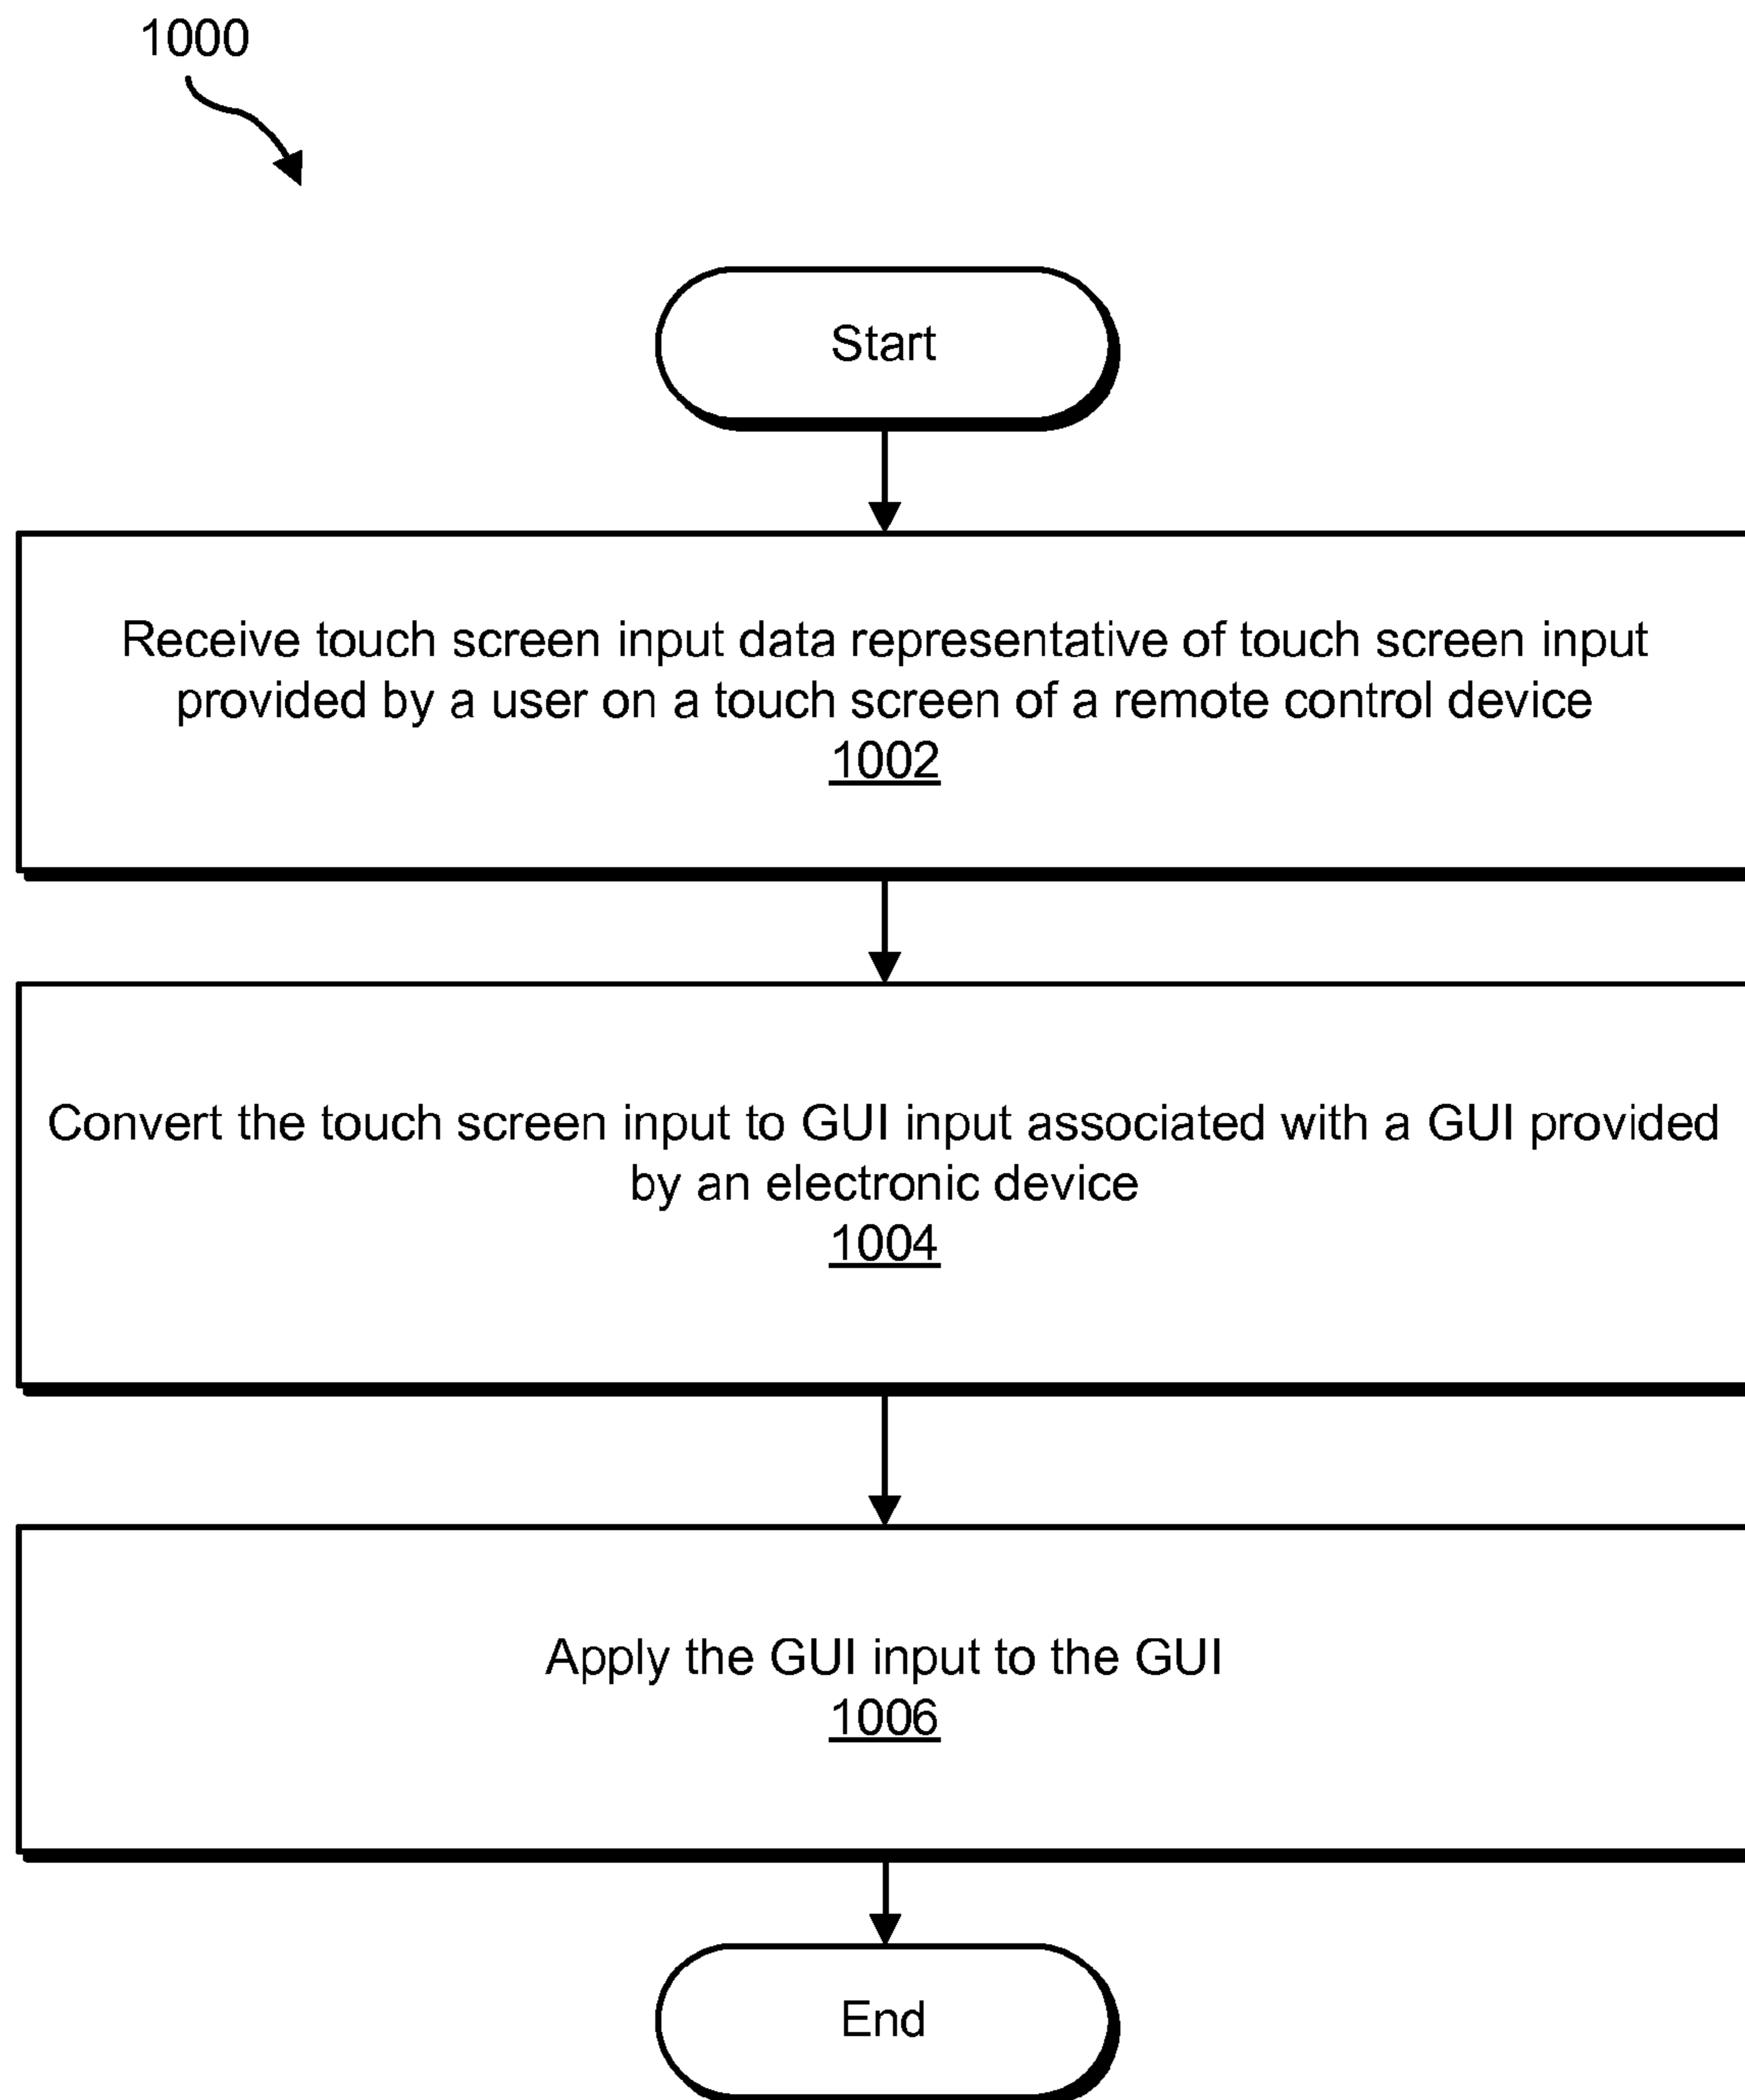 1000
Start
Receive touch screen input data representative of touch screen input
provided by a user on a touch screen of a remote control device
1002
Convert the touch screen input to GUI input associated with a GUI provided
by an electronic device
1004
Apply the GUI input to the GUI
1006
End